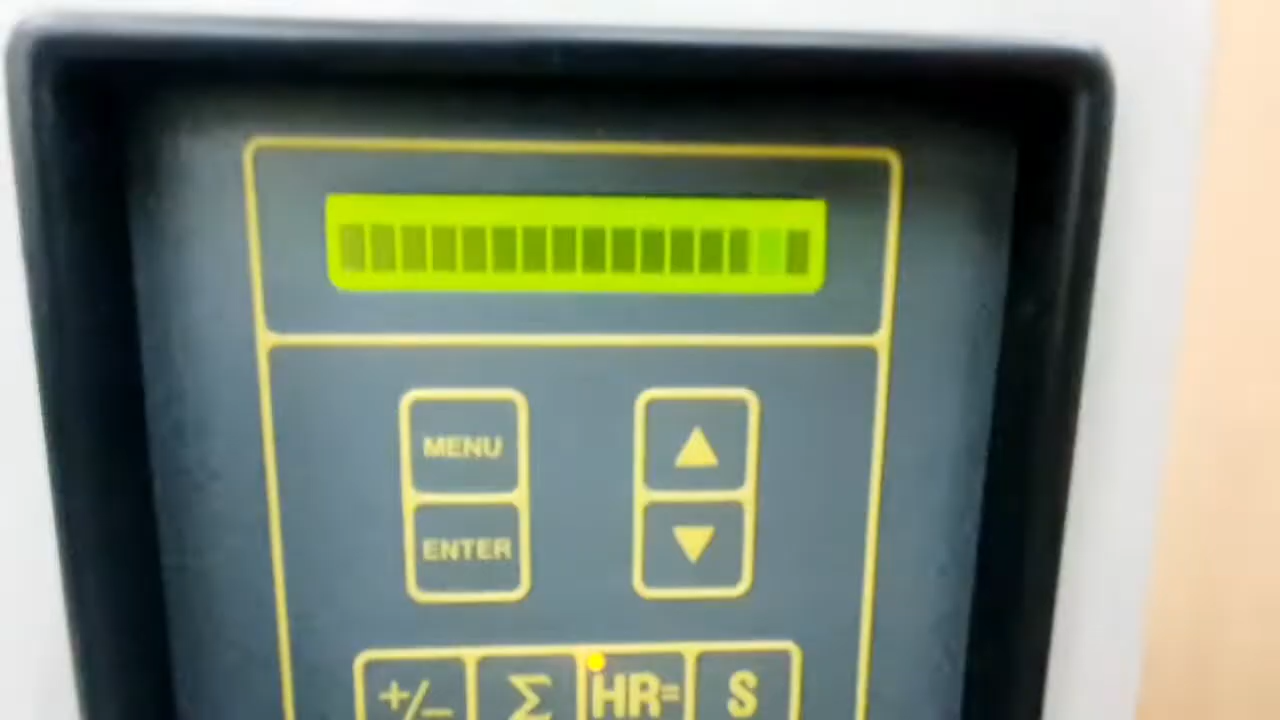 MENU
▲
ENTER
▼
+/- Σ HR= S